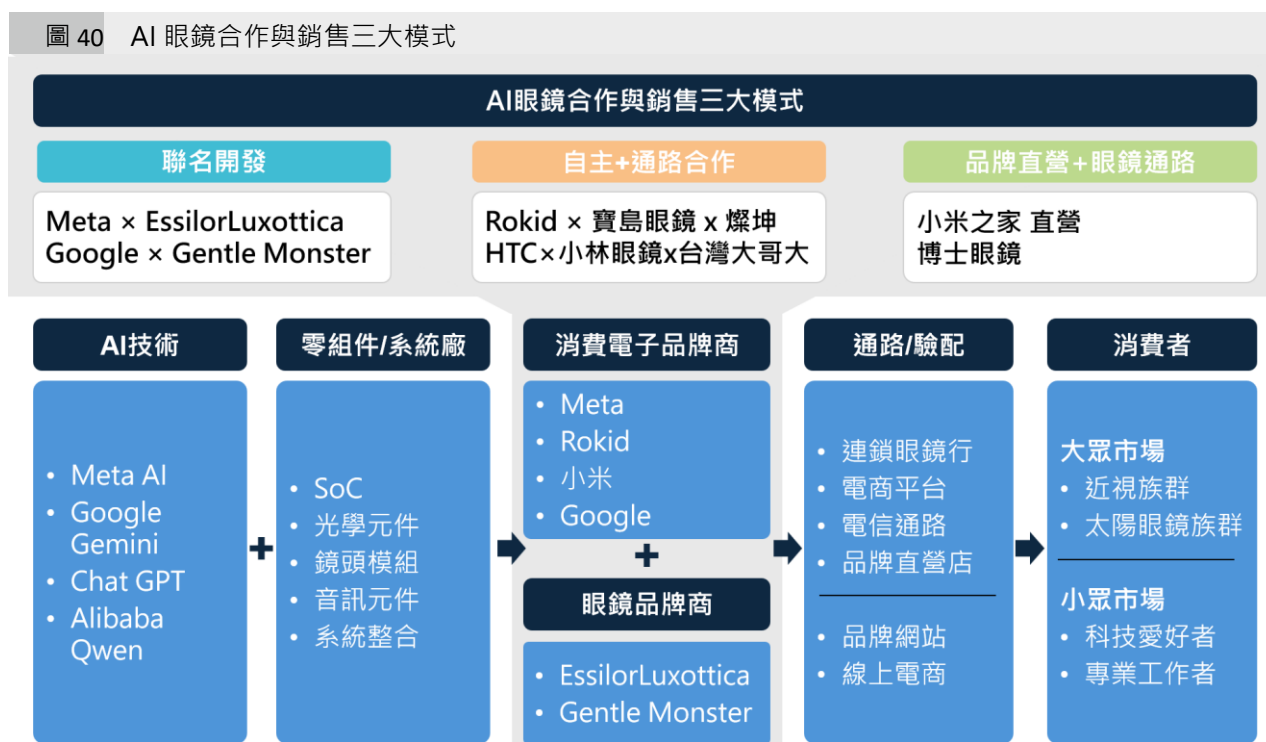 圖 40 AI 眼鏡合作與銷售三大模式
AI眼鏡合作與銷售三大模式
聯名開發
Meta × EssilorLuxottica
Google × Gentle Monster
自主+通路合作
Rokid × 寶島眼鏡 x 燦坤
HTC×小林眼鏡x台灣大哥大
品牌直營+眼鏡通路
小米之家 直營
博士眼鏡
AI技術
• Meta AI
• Google
Gemini
• Chat GPT
• Alibaba
Qwen
+
零組件/系統廠
• SoC
• 光學元件
• 鏡頭模組
• 音訊元件
• 系統整合
消費電子品牌商
• Meta
• Rokid
• 小米
• Google
+
眼鏡品牌商
• EssilorLuxottica
• Gentle Monster
通路/驗配
• 連鎖眼鏡行
• 電商平台
• 電信通路
• 品牌直營店
• 品牌網站
• 線上電商
消費者
大眾市場
• 近視族群
• 太陽眼鏡族群
小眾市場
• 科技愛好者
• 專業工作者